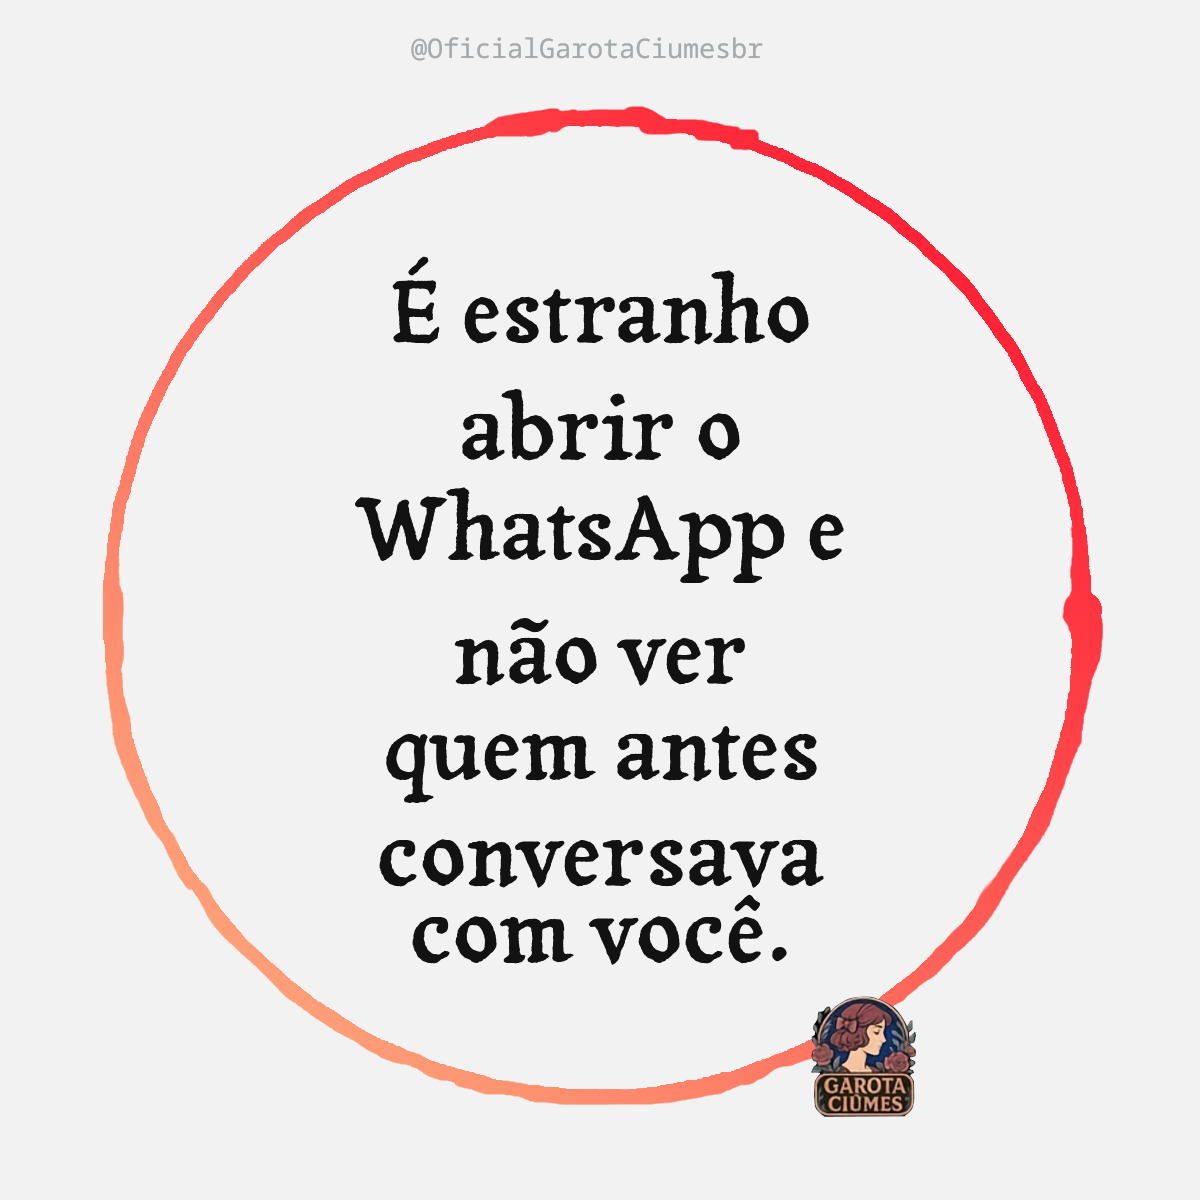 @OficialGarotaCiumesbr
É estranho
abrir o
WhatsApp e
não ver
quem antes
conversava
com você.
GAROTA
CIÚMES